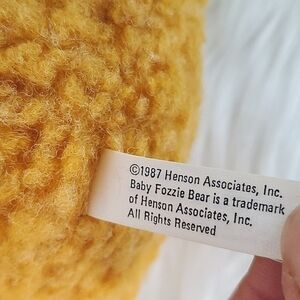 ©1987 Henson Associates, Inc.
Baby Fozzie Bear is a trademark
of Henson Associates, Inc.
All Rights Reserved